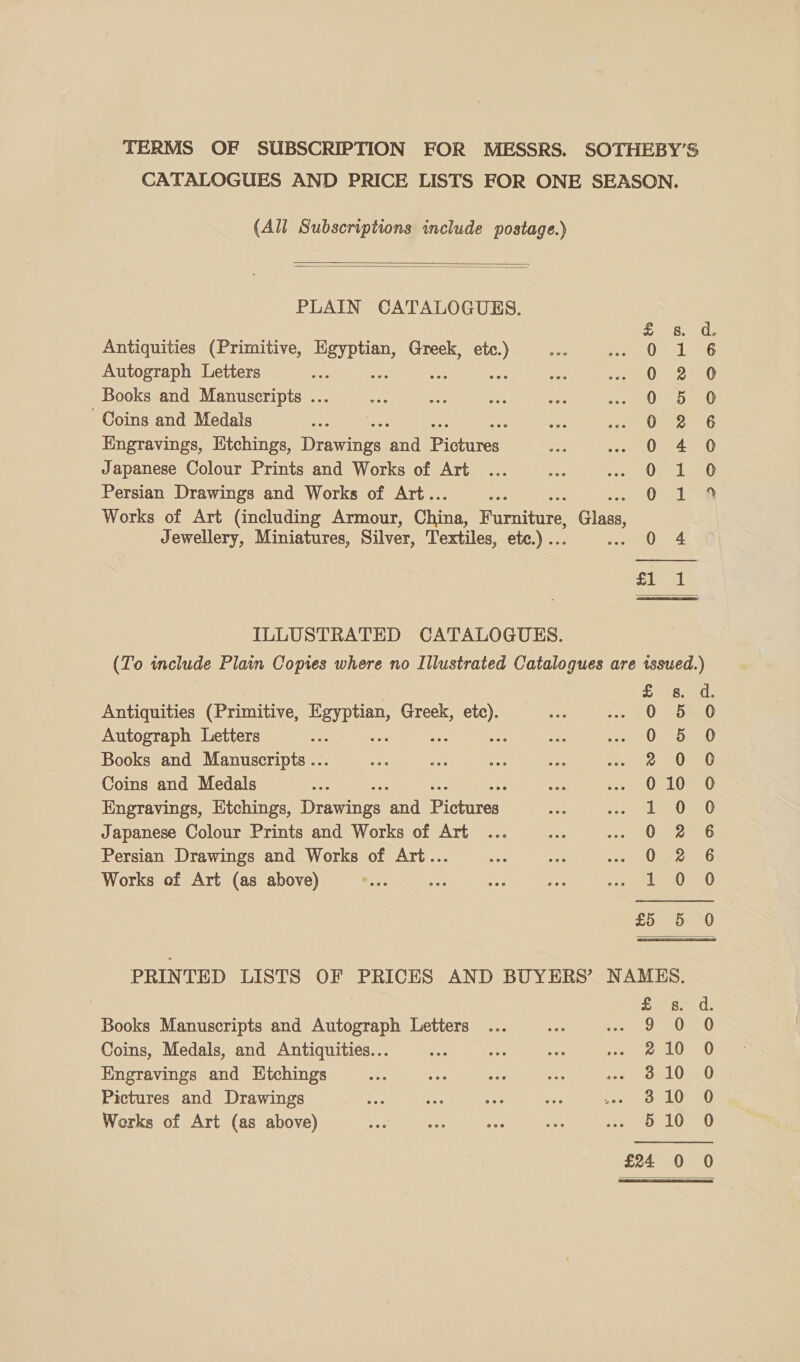 TERMS OF SUBSCRIPTION FOR MESSRS. SOTHEBY'S
CATALOGUES AND PRICE LISTS FOR ONE SEASON.
(All Subscriptions include postage.)
PLAIN CATALOGUES.
£ s. d.
Antiquities (Primitive, Egyptian, Greek, etc.) ... ... 0 1 6
Autograph Letters ... ... ... ... ... ... 0 2 0
Books and Manuscripts ... ... ... ... ... ... 0 5 0
Coins and Medals ... ... ... ... ... ... 0 2 6
Engravings, Etchings, Drawings and Pictures ... ... 0 4 0
Japanese Colour Prints and Works of Art ... ... ... 0 1 0
Persian Drawings and Works of Art ... ... ... ... 0 1
Works of Art (including Armour, China, Furniture, Glass,
Jewellery, Miniatures, Silver, Textiles, etc.) ... ... 0 4
£1 1
ILLUSTRATED CATALOGUES.
(To include Plain Copies where no Illustrated Catalogues are issued.)
£ s. d.
Antiquities (Primitive, Egyptian, Greek, etc). ... ... 0 5 0
Autograph Letters ... ... ... ... ... ... 0 5 0
Books and Manuscripts ... ... ... ... ... ... 2 0 0
Coins and Medals ... ... ... ... ... ... 0 10 0
Engravings, Etchings, Drawings and Pictures ... ... 1 0 0
Japanese Colour Prints and Works of Art ... ... ... 0 2 6
Persian Drawings and Works of Art ... ... ... ... 0 2 6
Works of Art (as above) ... ... ... ... ... 1 0 0
£5 5 0
PRINTED LISTS OF PRICES AND BUYERS' NAMES.
£ s. d.
Books Manuscripts and Autograph Letters ... ... ... 9 0 0
Coins, Medals, and Antiquities... ... ... ... ... 2 10 0
Engravings and Etchings ... ... ... ... ... 3 10 0
Pictures and Drawings ... ... ... ... ... 3 10 0
Works of Art (as above) ... ... ... ... ... 5 10 0
£24 0 0